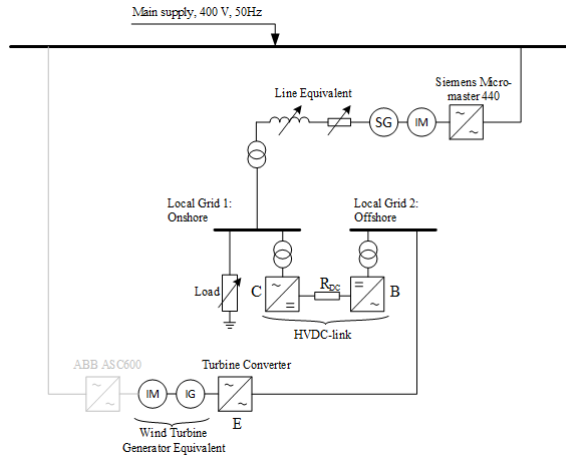 Main supply, 400 V, 50Hz
Siemens Micro-
master 440
Line Equivalent
SG
IM
Local Grid 1:
Onshore
Local Grid 2:
Offshore
Load
C
R_DC
B
HVDC-link
ABB ASC600
Turbine Converter
IM
IG
E
Wind Turbine
Generator Equivalent